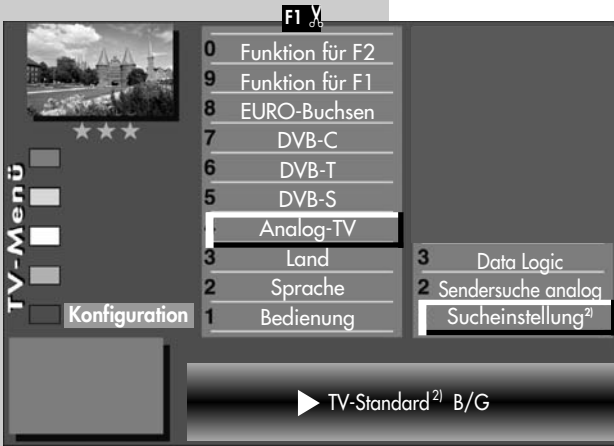 F1
0 Funktion für F2
9 Funktion für F1
8 EURO-Buchsen
7 DVB-C
6 DVB-T
5 DVB-S
Analog-TV
3 Land
2 Sprache
1 Bedienung
TV-Menü
Konfiguration
3 Data Logic
2 Sendersuche analog
Sucheinstellung2)
TV-Standard2) B/G